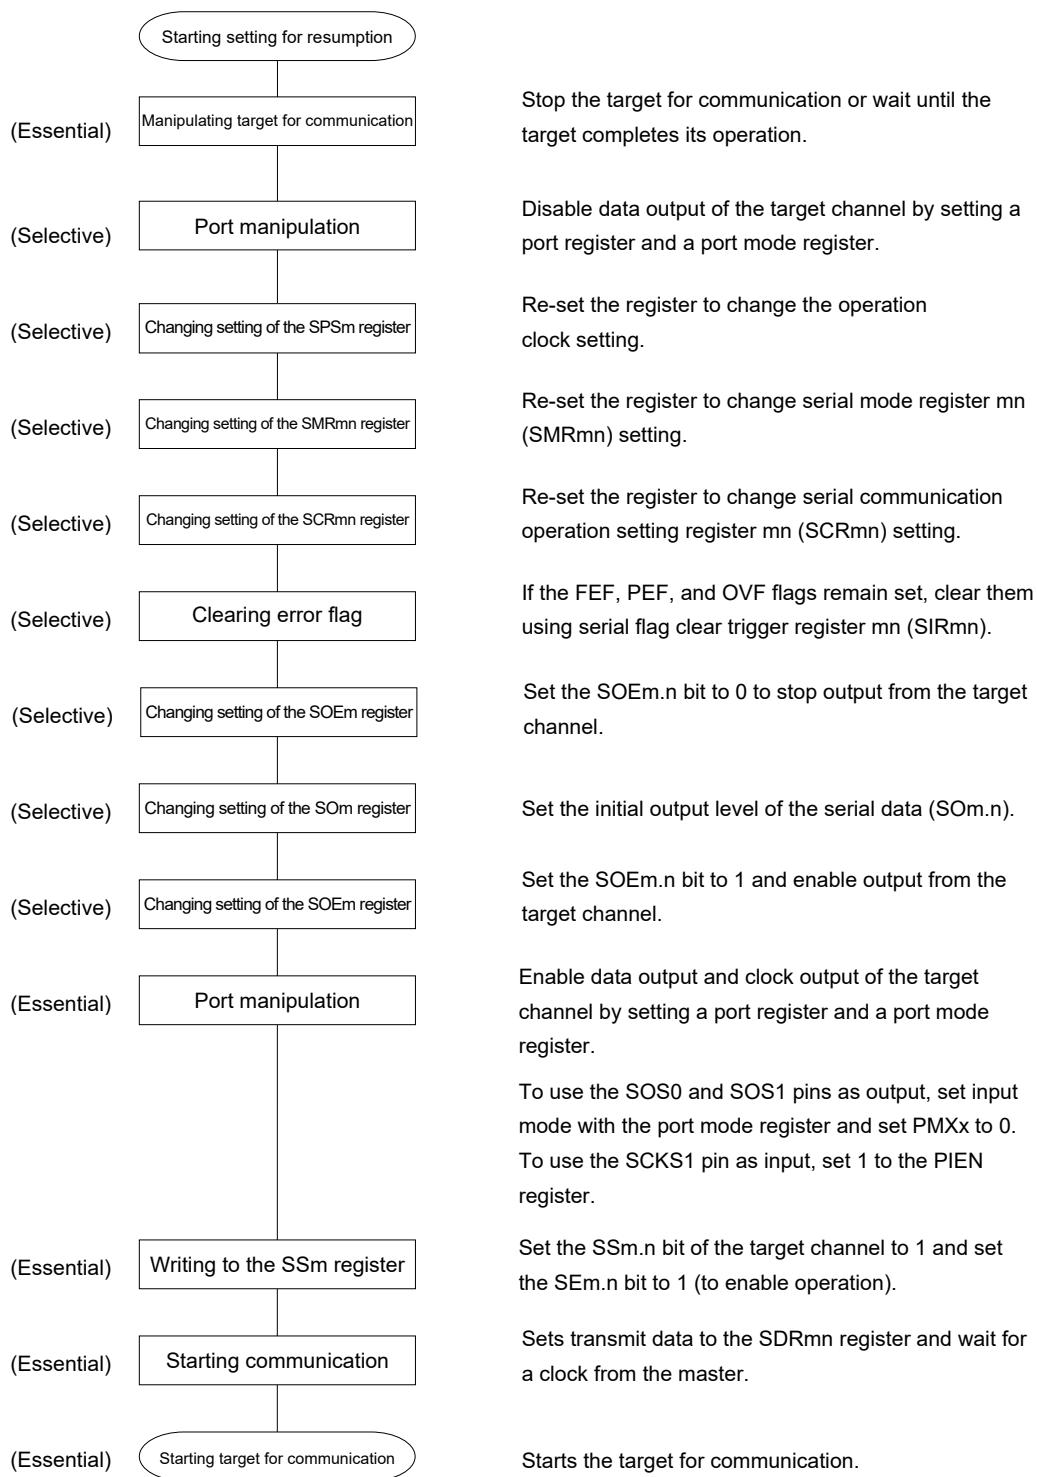 Starting setting for resumption
(Essential)
Manipulating target for communication
Stop the target for communication or wait until the
target completes its operation.
(Selective)
Port manipulation
Disable data output of the target channel by setting a
port register and a port mode register.
(Selective)
Changing setting of the SPSm register
Re-set the register to change the operation
clock setting.
(Selective)
Changing setting of the SMRmn register
Re-set the register to change serial mode register mn
(SMRmn) setting.
(Selective)
Changing setting of the SCRmn register
Re-set the register to change serial communication
operation setting register mn (SCRmn) setting.
(Selective)
Clearing error flag
If the FEF, PEF, and OVF flags remain set, clear them
using serial flag clear trigger register mn (SIRmn).
(Selective)
Changing setting of the SOEm register
Set the SOEm.n bit to 0 to stop output from the target
channel.
(Selective)
Changing setting of the SOm register
Set the initial output level of the serial data (SOm.n).
(Selective)
Changing setting of the SOEm register
Set the SOEm.n bit to 1 and enable output from the
target channel.
(Essential)
Port manipulation
Enable data output and clock output of the target
channel by setting a port register and a port mode
register.
To use the SOS0 and SOS1 pins as output, set input
mode with the port mode register and set PMXx to 0.
To use the SCKS1 pin as input, set 1 to the PIEN
register.
(Essential)
Writing to the SSm register
Set the SSm.n bit of the target channel to 1 and set
the SEm.n bit to 1 (to enable operation).
(Essential)
Starting communication
Sets transmit data to the SDRmn register and wait for
a clock from the master.
(Essential)
Starting target for communication
Starts the target for communication.